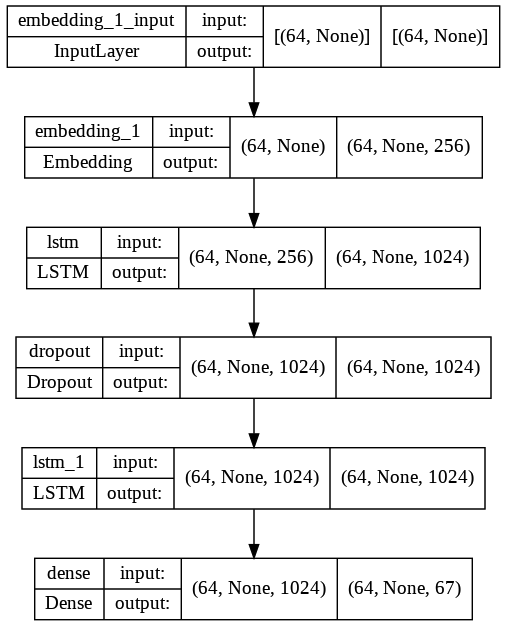 embedding_1_input input: [(64, None)] [(64, None)]
InputLayer output:
embedding_1 input: (64, None) (64, None, 256)
Embedding output:
lstm input: (64, None, 256) (64, None, 1024)
LSTM output:
dropout input: (64, None, 1024) (64, None, 1024)
Dropout output:
lstm_1 input: (64, None, 1024) (64, None, 1024)
LSTM output:
dense input: (64, None, 1024) (64, None, 67)
Dense output: